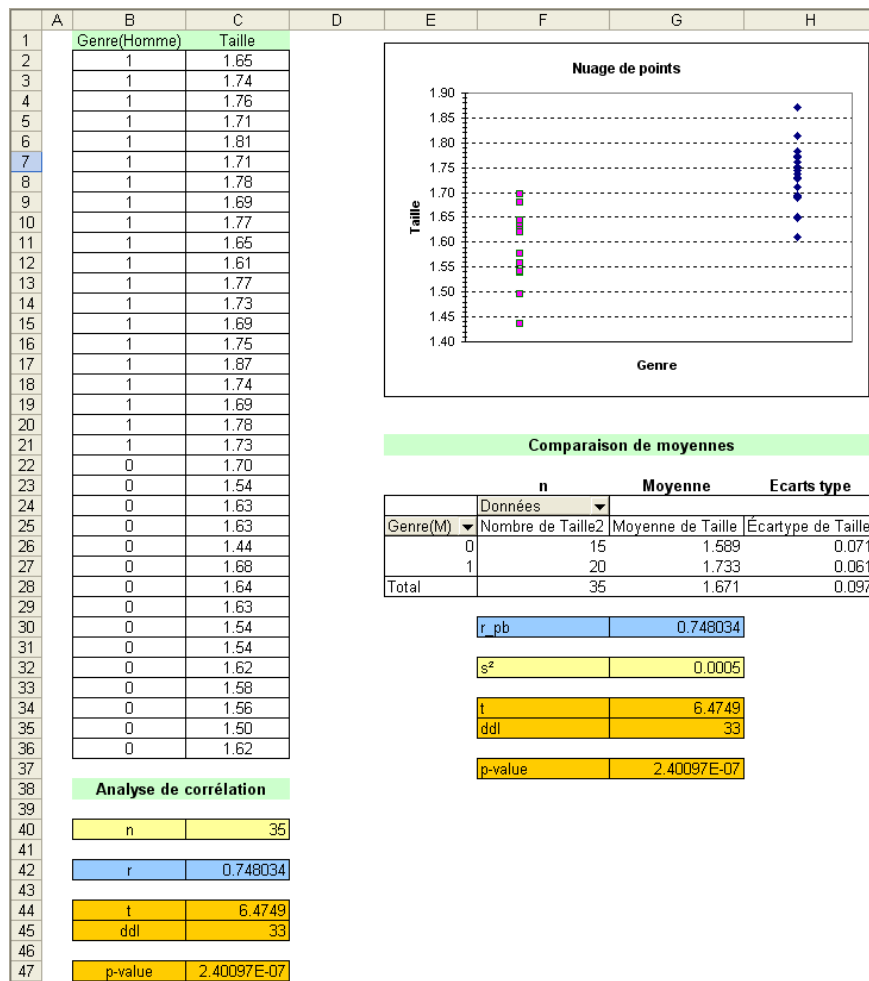 A B C D E F G H
1 Genre(Homme) Taille
2 1 1.65
3 1 1.74
4 1 1.76
5 1 1.71
6 1 1.81
7 1 1.71
8 1 1.78
9 1 1.69
10 1 1.77
11 1 1.65
12 1 1.61
13 1 1.77
14 1 1.73
15 1 1.69
16 1 1.75
17 1 1.87
18 1 1.74
19 1 1.69
20 1 1.78
21 1 1.73
22 0 1.70
23 0 1.54
24 0 1.63
25 0 1.63
26 0 1.44
27 0 1.68
28 0 1.64
29 0 1.63
30 0 1.54
31 0 1.54
32 0 1.62
33 0 1.58
34 0 1.56
35 0 1.50
36 0 1.62
37
38 Analyse de corrélation
39
40 n 35
41
42 r 0.748034
43
44 t 6.4749
45 ddl 33
46
47 p-value 2.40097E-07
Nuage de points
1.90
1.85
1.80
1.75
1.70
1.65
1.60
1.55
1.50
1.45
1.40
Taille
Genre
Comparaison de moyennes
n Moyenne Ecarts type
Données
Genre(M) Nombre de Taille2 Moyenne de Taille Écartype de Taille
0 15 1.589 0.071
1 20 1.733 0.061
Total 35 1.671 0.097
r_pb 0.748034
s² 0.0005
t 6.4749
ddl 33
p-value 2.40097E-07